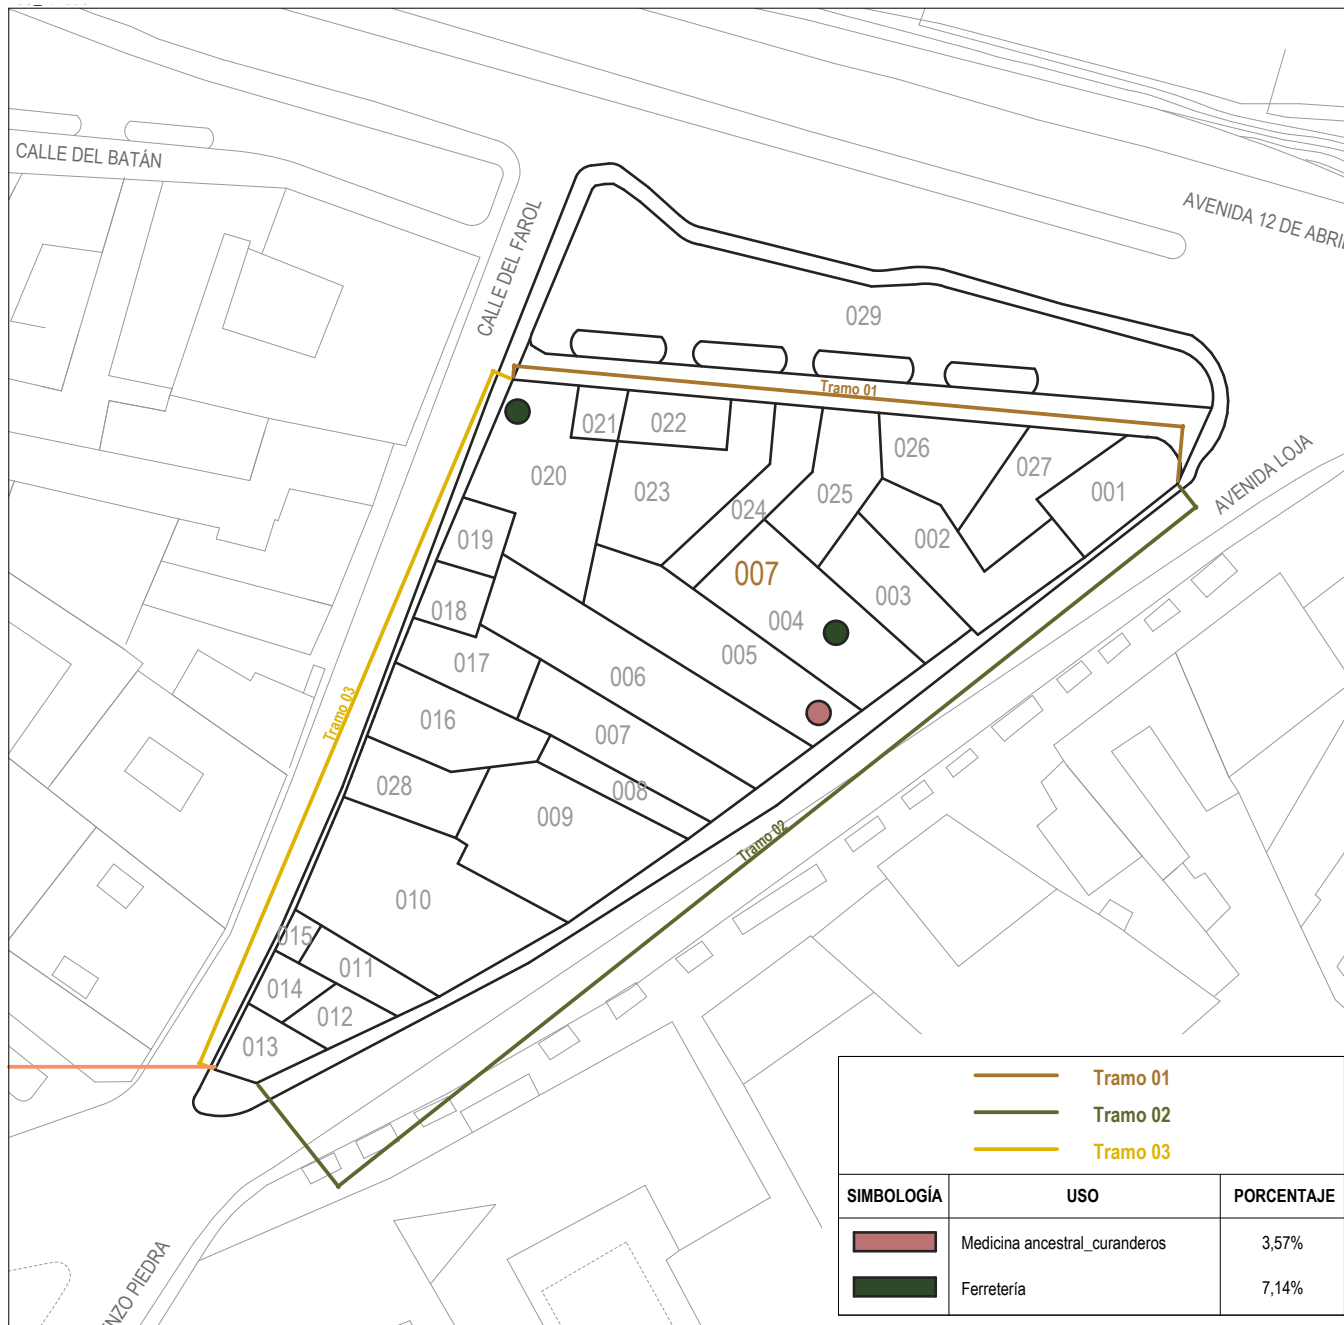 CALLE DEL BATÁN
CALLE DEL FAROL
AVENIDA 12 DE ABRI
029
Tramo 01
021
022
026
027
001
020
023
024
025
002
019
007
003
018
004
005
017
006
016
007
Tramo 03
028
008
009
Tramo 02
010
015
011
014
012
013
AVENIDA LOJA
NZO PIEDRA
Tramo 01
Tramo 02
Tramo 03
SIMBOLOGÍA USO PORCENTAJE
Medicina ancestral_curanderos 3,57%
Ferretería 7,14%